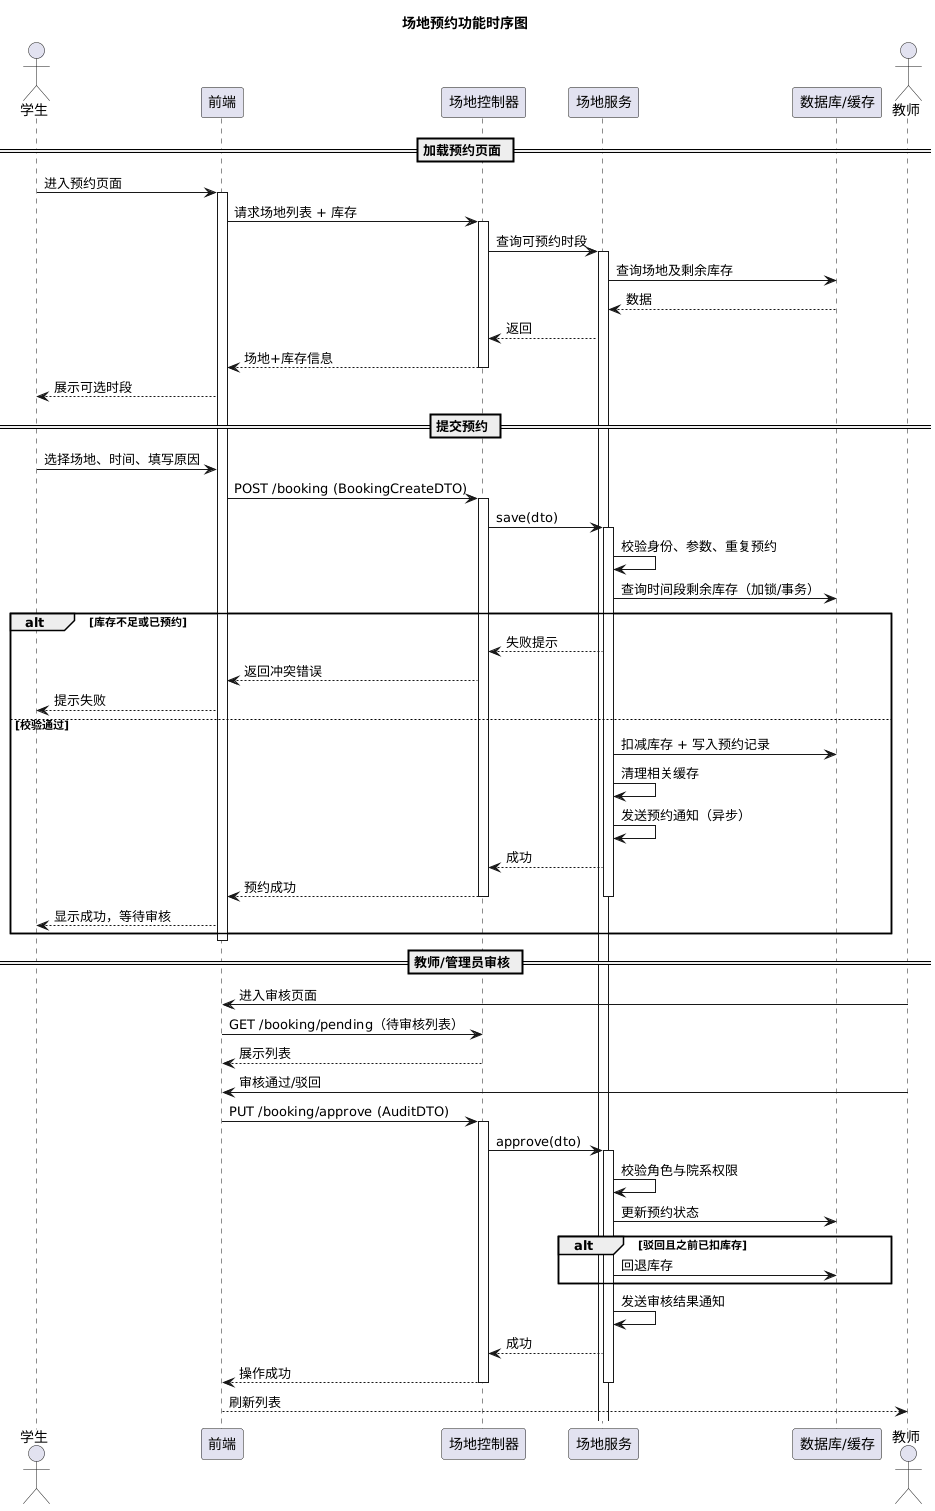 场地预约功能时序图
学生
前端
场地控制器
场地服务
数据库/缓存
教师
加载预约页面
进入预约页面
请求场地列表 + 库存
查询可预约时段
查询场地及剩余库存
数据
返回
场地+库存信息
展示可选时段
提交预约
选择场地、时间、填写原因
POST /booking (BookingCreateDTO)
save(dto)
校验身份、参数、重复预约
查询时间段剩余库存（加锁/事务）
alt [库存不足或已预约]
失败提示
返回冲突错误
提示失败
[校验通过]
扣减库存 + 写入预约记录
清理相关缓存
发送预约通知（异步）
成功
预约成功
显示成功，等待审核
教师/管理员审核
进入审核页面
GET /booking/pending（待审核列表）
展示列表
审核通过/驳回
PUT /booking/approve (AuditDTO)
approve(dto)
校验角色与院系权限
更新预约状态
alt [驳回且之前已扣库存]
回退库存
发送审核结果通知
成功
操作成功
刷新列表
学生
前端
场地控制器
场地服务
数据库/缓存
教师